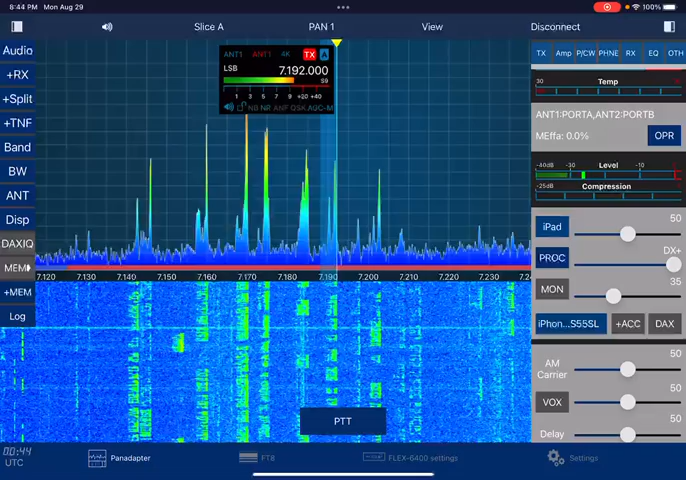 8:44 PM Mon Aug 29
100%
Slice A
PAN 1
View
Disconnect
Audio
+RX
+Split
+TNF
Band
BW
ANT
Disp
DAXIQ
MEM
+MEM
Log
ANT1 ANT1 4K TX A
LSB
7.192.000
S9
1 3 5 7 9 +20 +40
NB NR ANF QSK AGC-M
7.120 7.130 7.140 7.150 7.160 7.170 7.180 7.190 7.200 7.210 7.220 7.230 7.24
PTT
TX Amp P/CW PHNE RX EQ OTH
30 Temp
ANT1:PORTA,ANT2:PORTB
MEffa: 0.0%
OPR
-40dB -30 Level -10 0
-25dB Compression
iPad
50
PROC
DX+
MON
35
iPhon...S55SL
+ACC
DAX
AM
Carrier
50
VOX
50
Delay
50
00:44
UTC
Panadapter
FT8
FLEX-6400 settings
Settings